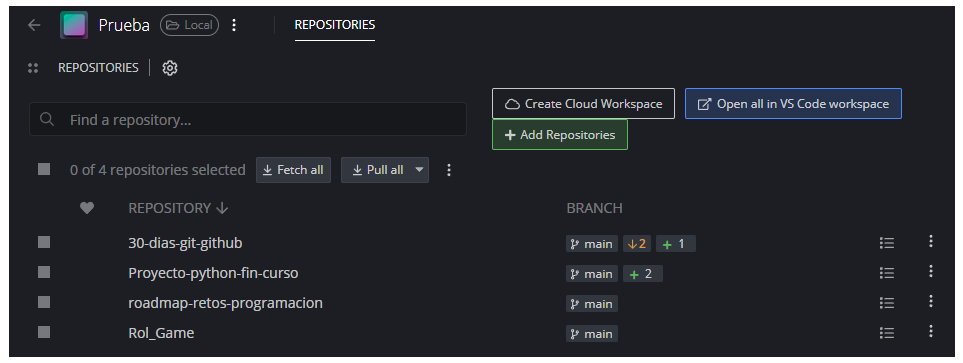 Prueba Local REPOSITORIES
REPOSITORIES
Create Cloud Workspace Open all in VS Code workspace
Find a repository...
+ Add Repositories
0 of 4 repositories selected Fetch all Pull all
REPOSITORY ↓ BRANCH
30-dias-git-github main ↓2 + 1
Proyecto-python-fin-curso main + 2
roadmap-retos-programacion main
Rol_Game main